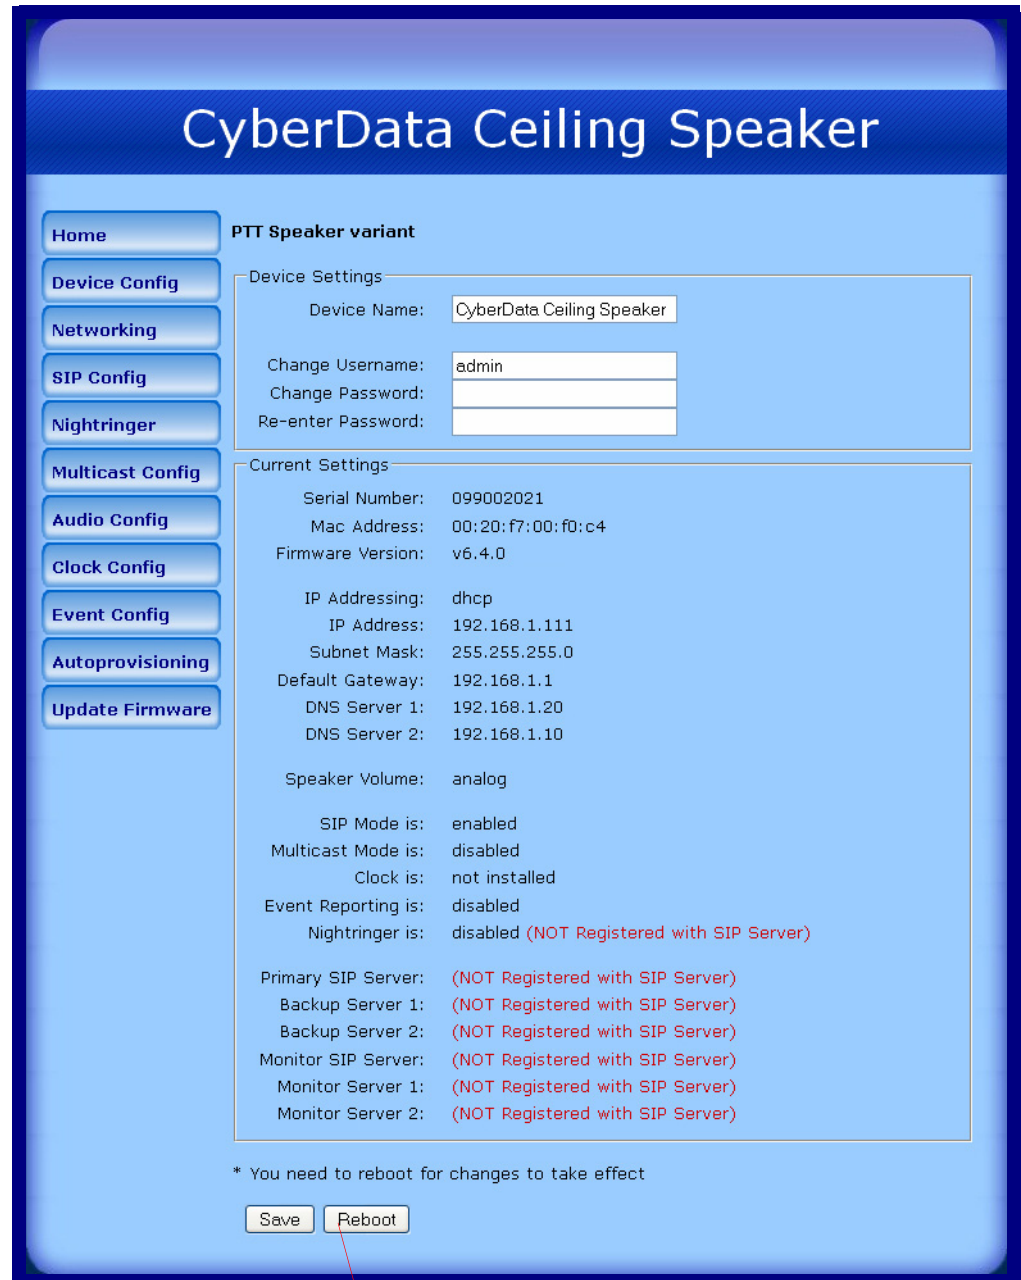 CyberData Ceiling Speaker
Home
Device Config
Networking
SIP Config
Nightringer
Multicast Config
Audio Config
Clock Config
Event Config
Autoprovisioning
Update Firmware
PTT Speaker variant
Device Settings
Device Name: CyberData Ceiling Speaker
Change Username: admin
Change Password:
Re-enter Password:
Current Settings
Serial Number: 099002021
Mac Address: 00:20:f7:00:f0:c4
Firmware Version: v6.4.0
IP Addressing: dhcp
IP Address: 192.168.1.111
Subnet Mask: 255.255.255.0
Default Gateway: 192.168.1.1
DNS Server 1: 192.168.1.20
DNS Server 2: 192.168.1.10
Speaker Volume: analog
SIP Mode is: enabled
Multicast Mode is: disabled
Clock is: not installed
Event Reporting is: disabled
Nightringer is: disabled (NOT Registered with SIP Server)
Primary SIP Server: (NOT Registered with SIP Server)
Backup Server 1: (NOT Registered with SIP Server)
Backup Server 2: (NOT Registered with SIP Server)
Monitor SIP Server: (NOT Registered with SIP Server)
Monitor Server 1: (NOT Registered with SIP Server)
Monitor Server 2: (NOT Registered with SIP Server)
* You need to reboot for changes to take effect
Save Reboot